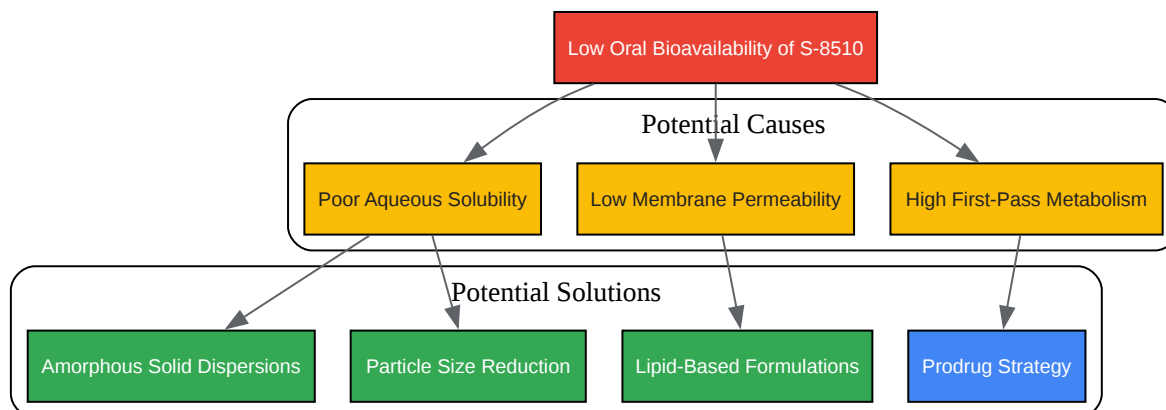 Low Oral Bioavailability of S-8510
Potential Causes
Poor Aqueous Solubility
Low Membrane Permeability
High First-Pass Metabolism
Potential Solutions
Amorphous Solid Dispersions
Particle Size Reduction
Lipid-Based Formulations
Prodrug Strategy